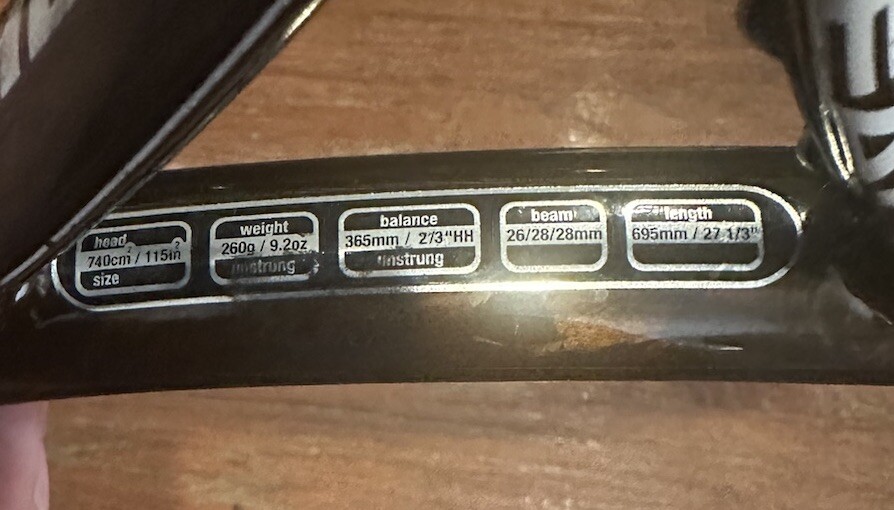 head
740cm² / 115in²
size
weight
260g / 9.2oz
unstrung
balance
365mm / 2/3"HH
unstrung
beam
26/28/28mm
length
695mm / 27 1/3"